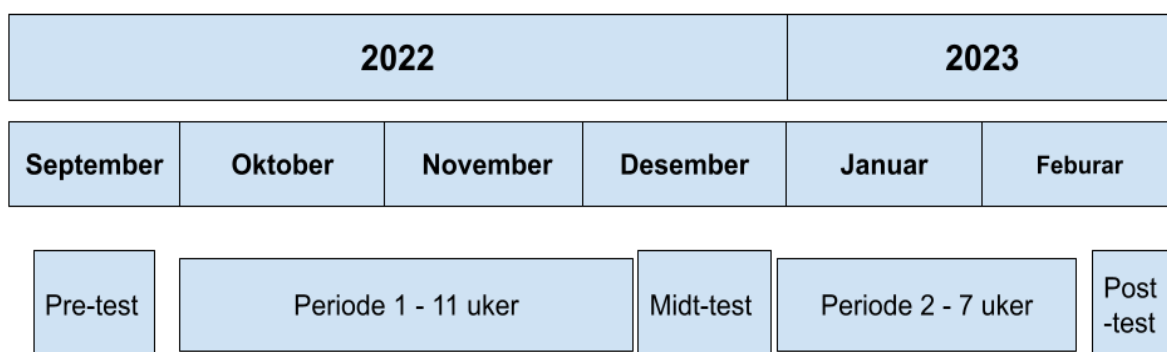 2022 2023
September Oktober November Desember Januar Feburar
Pre-test Periode 1 - 11 uker Midt-test Periode 2 - 7 uker Post
-test